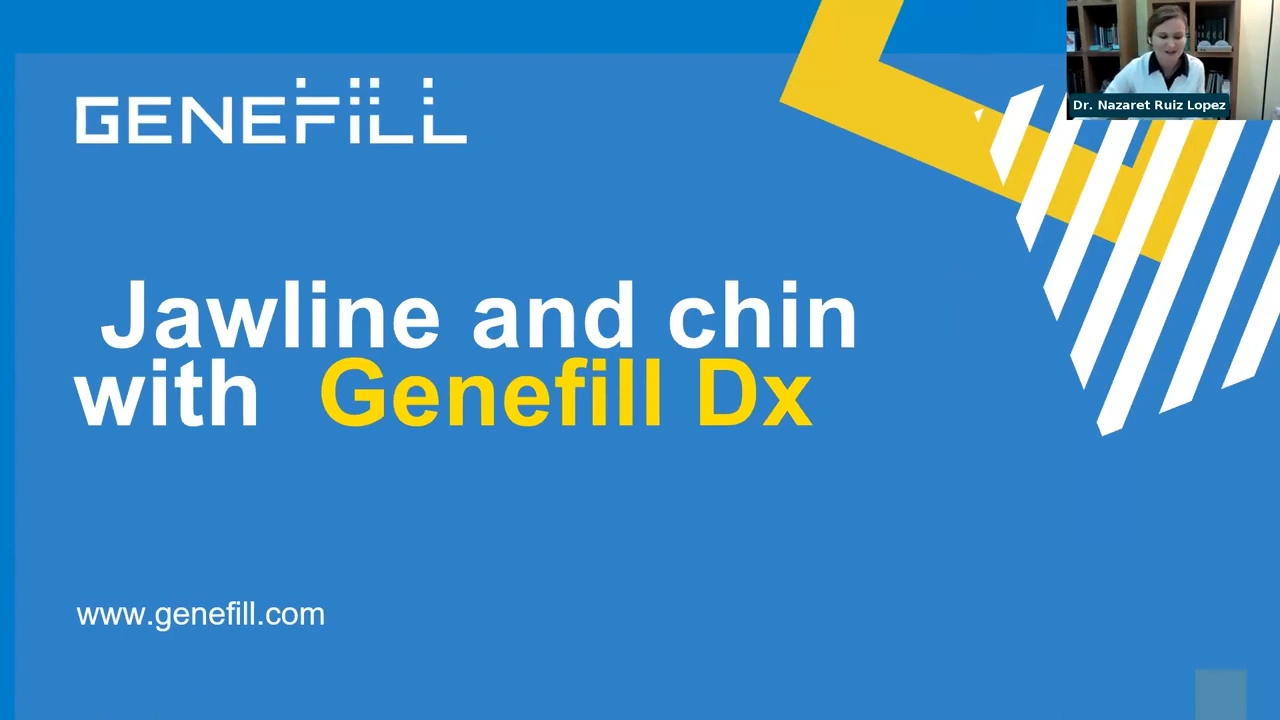 GENEFILL
Dr. Nazaret Ruiz Lopez
Jawline and chin
with Genefill Dx
www.genefill.com